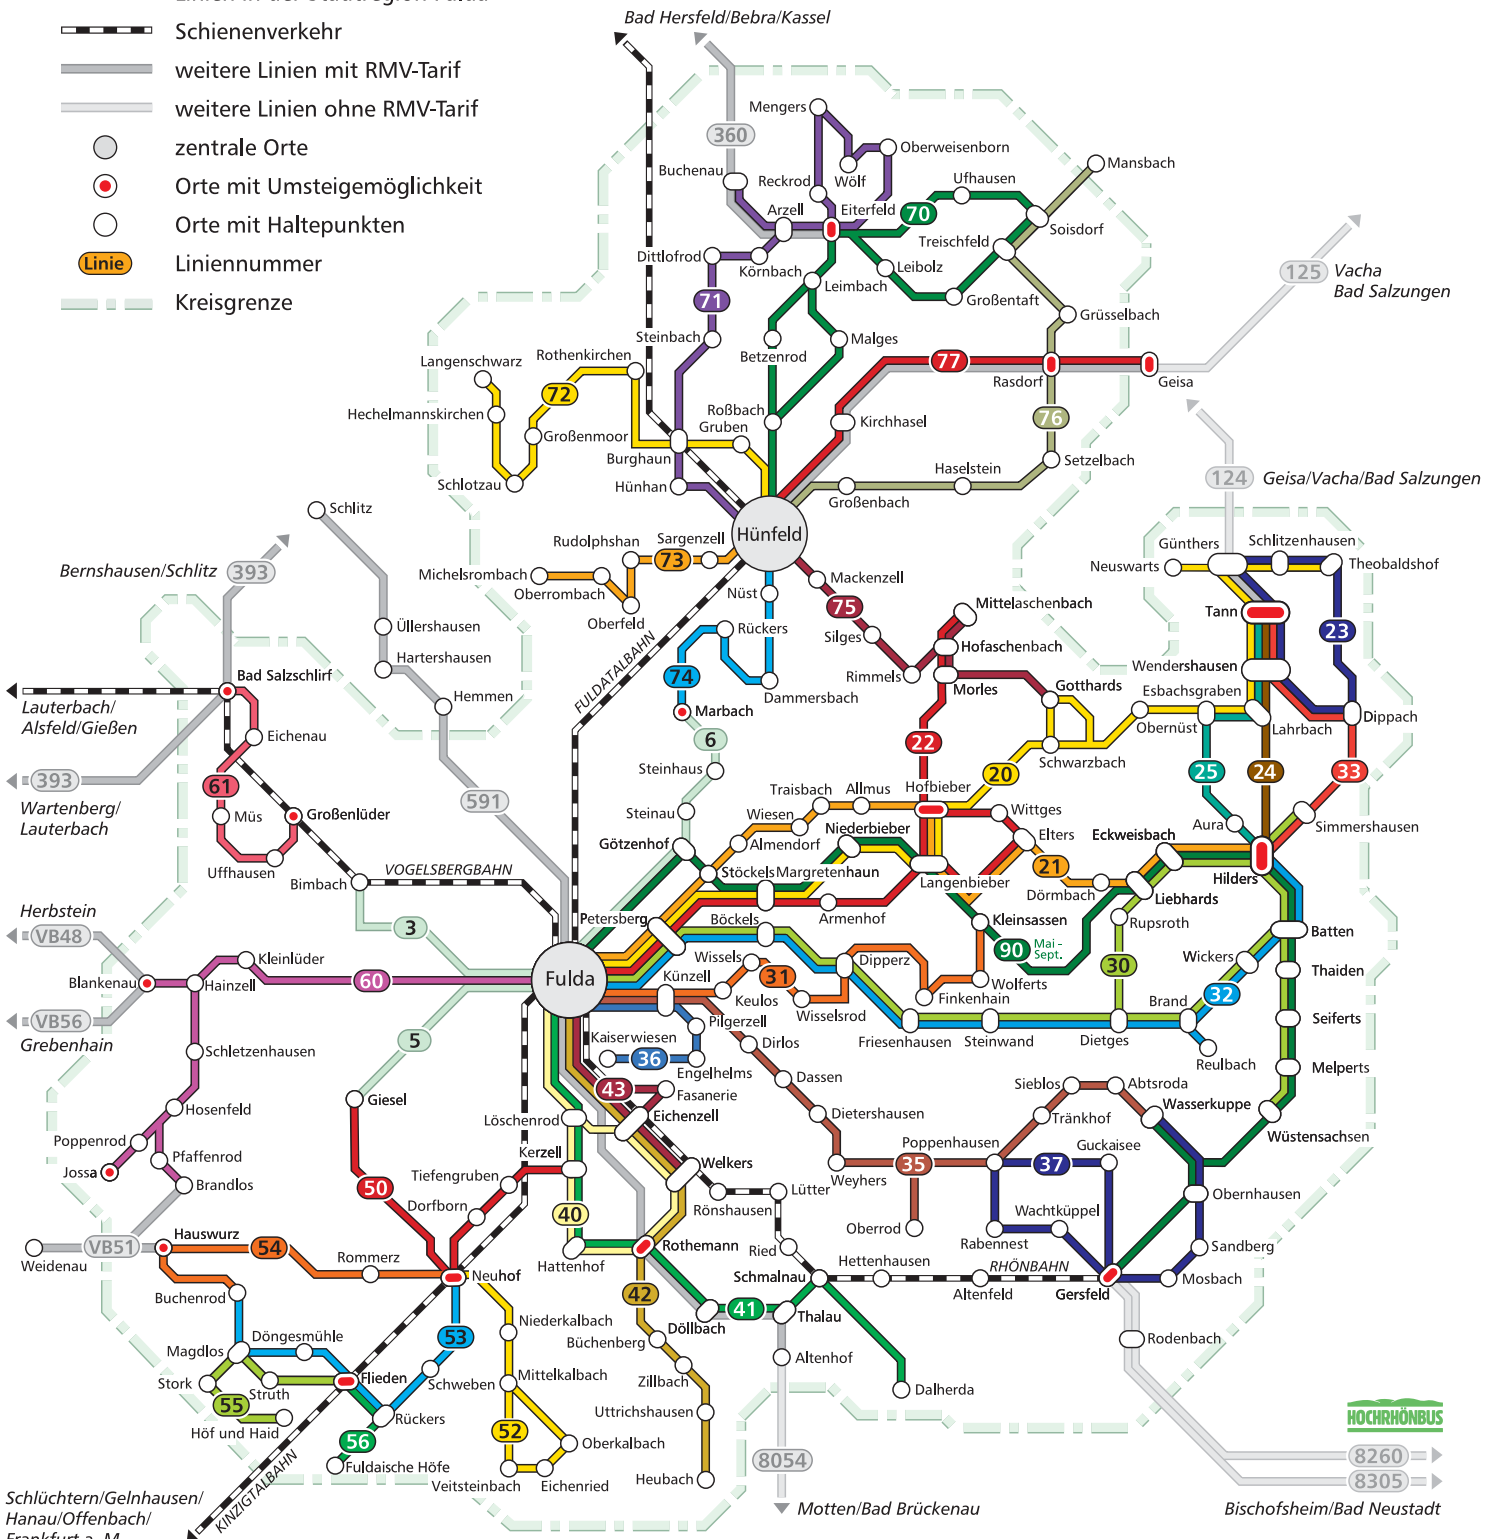 Linien in der Stadtregion Fulda
Schienenverkehr
weitere Linien mit RMV-Tarif
weitere Linien ohne RMV-Tarif
zentrale Orte
Orte mit Umsteigemöglichkeit
Orte mit Haltepunkten
Linie
Liniennummer
Kreisgrenze
Bad Hersfeld/Bebra/Kassel
360
Mengers
Oberweisenborn
Wölf
Buchenau
Reckrod
Ufhausen
Mansbach
Arzell
Eiterfeld
70
Soisdorf
Treischfeld
Dittlofrod
Körnbach
Leibolz
Leimbach
Großentaft
125
Vacha
Bad Salzungen
71
Grüsselbach
Steinbach
Betzenrod
Malges
Langenschwarz
Rothenkirchen
77
Rasdorf
Geisa
72
Hechelmannskirchen
Großenmoor
Roßbach
Gruben
Kirchhasel
76
Burghaun
Setzelbach
Schlotzau
Hünhan
Haselstein
Großenbach
124
Geisa/Vacha/Bad Salzungen
Schlitz
Hünfeld
Rudolphshan
Sargenzell
73
Michelsrombach
Oberrombach
Oberfeld
Nüst
Mackenzell
75
Silges
Rimmels
Mittelaschenbach
Hofaschenbach
Morles
Günthers
Schlitzenhausen
Neuswarts
Theobaldshof
Tann
23
Wendershausen
Esbachsgraben
Bernshausen/Schlitz
393
Üllershausen
Hartershausen
Hemmen
FULDATALBAHN
Rückers
74
Dammersbach
Marbach
6
Gotthards
Obernüst
Lahrbach
Dippach
Bad Salzschlirf
Lauterbach/
Alsfeld/Gießen
Eichenau
393
Wartenberg/
Lauterbach
61
Müs
Großenlüder
Uffhausen
591
Steinhaus
22
Schwarzbach
20
25
24
33
Steinau
Traisbach
Allmus
Hofbieber
Wittges
Wiesen
Almendorf
Niederbieber
Elters
21
Eckweisbach
Aura
Simmershausen
Götzenhof
Hilders
Bimbach
VOGELSBERGBAHN
Stöckels
Margretenhaun
Langenbieber
Dörmbach
Liebhards
Herbstein
VB48
3
Petersberg
Böckels
Armenhof
Kleinsassen
Rupsroth
90
Mai -
Sept.
30
Batten
Wickers
32
Thaiden
Blankenau
Kleinlüder
Hainzell
60
Fulda
Wissels
31
Künzell
Keulos
Dipperz
Wisselsrod
Finkenhain
Wolferts
Brand
Seiferts
VB56
Grebenhain
5
Kaiserwiesen
36
Pilgerzell
Engelhelms
Dirlos
Friesenhausen
Steinwand
Dietges
Reulbach
Schletzenhausen
43
Fasanerie
Dassen
Melperts
Giesel
Löschenrod
Eichenzell
Dietershausen
Sieblos
Abtsroda
Wasserkuppe
Tränkhof
Hosenfeld
Poppenrod
Jossa
Pfaffenrod
Brandlos
Kerzell
Welkers
Poppenhausen
Guckaisee
Wüstensachsen
Tiefengruben
50
Dorfborn
40
Rönshausen
Lütter
Weyhers
35
37
Oberrod
Wachtküppel
Rabennest
Obernhausen
Sandberg
VB51
Weidenau
Hauswurz
54
Rommerz
Neuhof
Hattenhof
Rothemann
Ried
Schmalnau
Hettenhausen
RHÖNBAHN
Altenfeld
Gersfeld
Mosbach
Buchenrod
42
41
Döllbach
Thalau
Niederkalbach
Büchenberg
Rodenbach
Magdlos
Döngesmühle
53
Flieden
Schweben
Altenhof
Zillbach
Mittelkalbach
Stork
Struth
55
Höf und Haid
Rückers
Uttrichshausen
Dalherda
56
Fuldaische Höfe
52
Oberkalbach
Veitsteinbach
Eichenried
Heubach
8054
HOCHRHÖNBUS
8260
8305
Schlüchtern/Gelnhausen/
Hanau/Offenbach/
Frankfurt a. M.
KINZIGTALBAHN
Motten/Bad Brückenau
Bischofsheim/Bad Neustadt